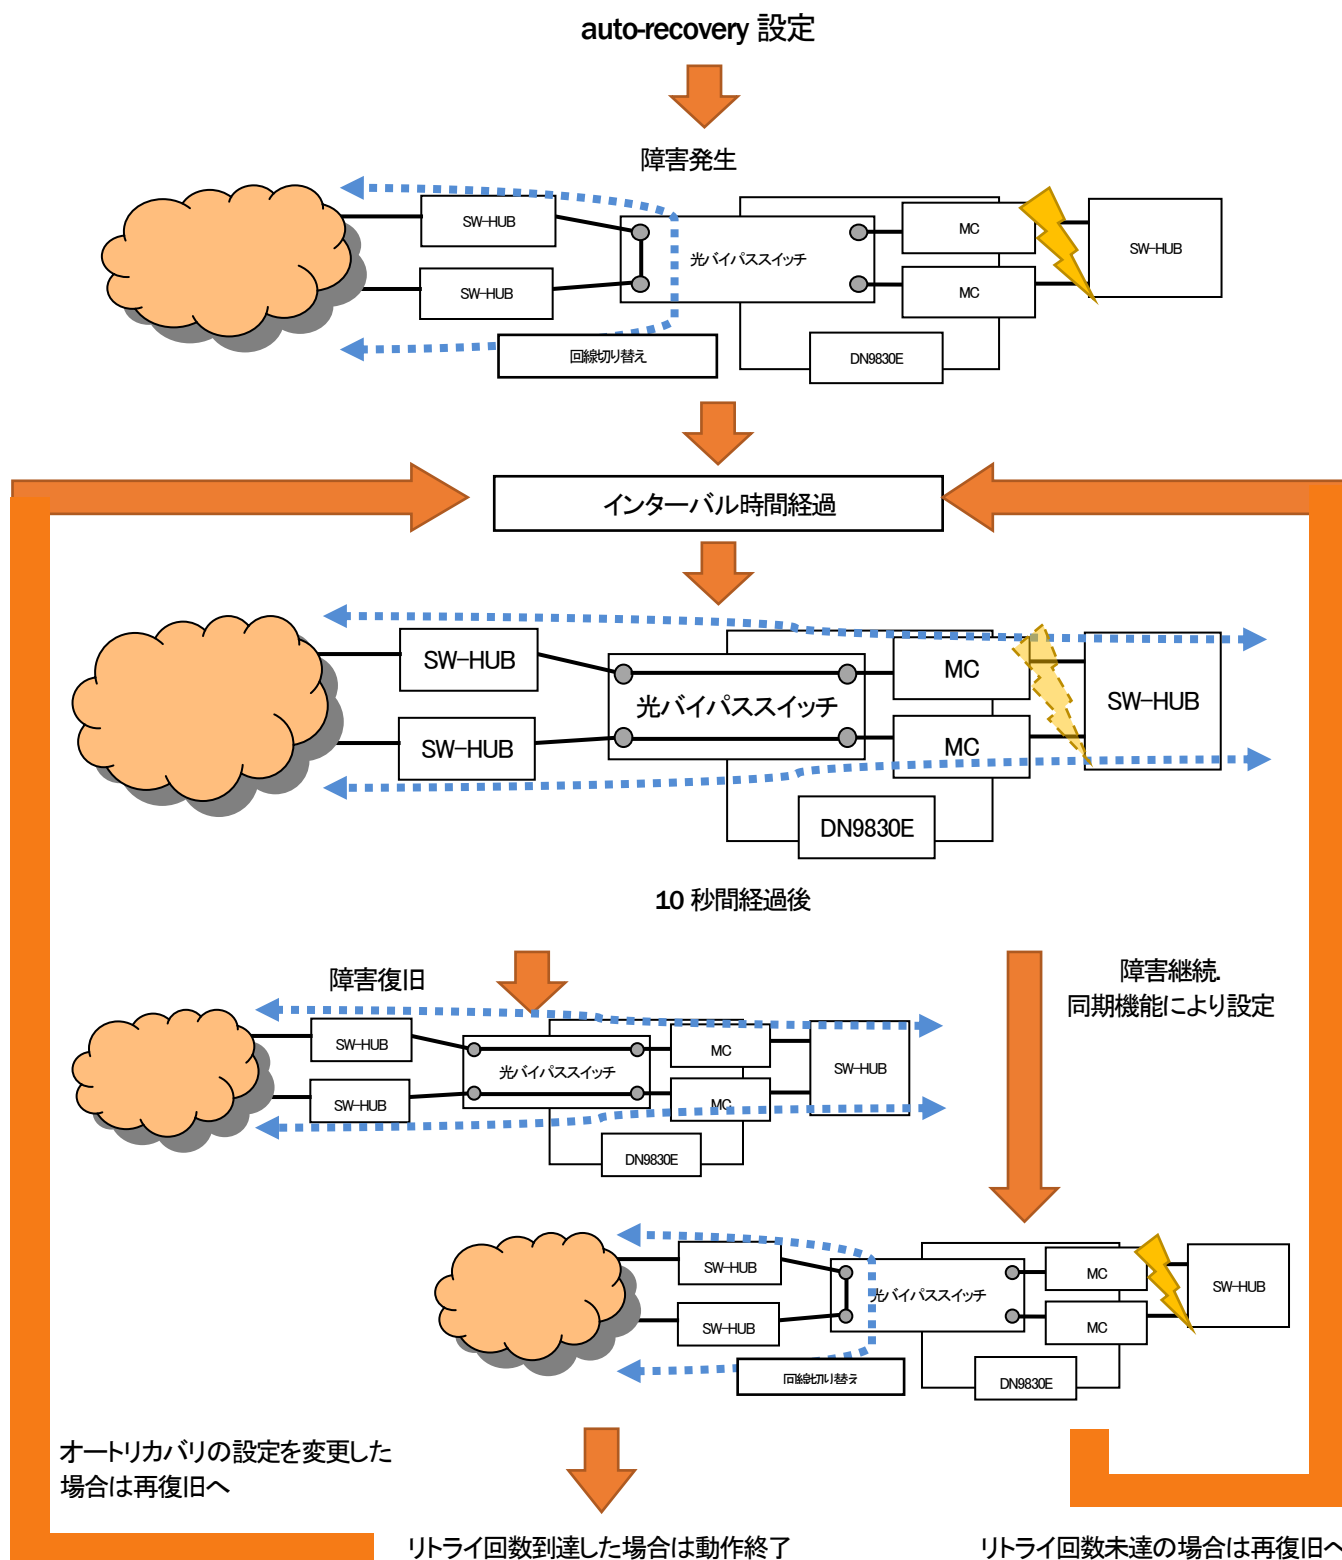 auto-recovery 設定
障害発生
SW-HUB
SW-HUB
光バイパススイッチ
MC
MC
SW-HUB
回線切り替え
DN9830E
インターバル時間経過
SW-HUB
SW-HUB
光バイパススイッチ
MC
MC
SW-HUB
DN9830E
10 秒間経過後
障害復旧
障害継続.
同期機能により設定
SW-HUB
SW-HUB
光バイパススイッチ
MC
MC
SW-HUB
DN9830E
SW-HUB
SW-HUB
光バイパススイッチ
MC
MC
SW-HUB
回線切り替え
DN9830E
オートリカバリの設定を変更した
場合は再復旧へ
リトライ回数到達した場合は動作終了
リトライ回数未達の場合は再復旧へ